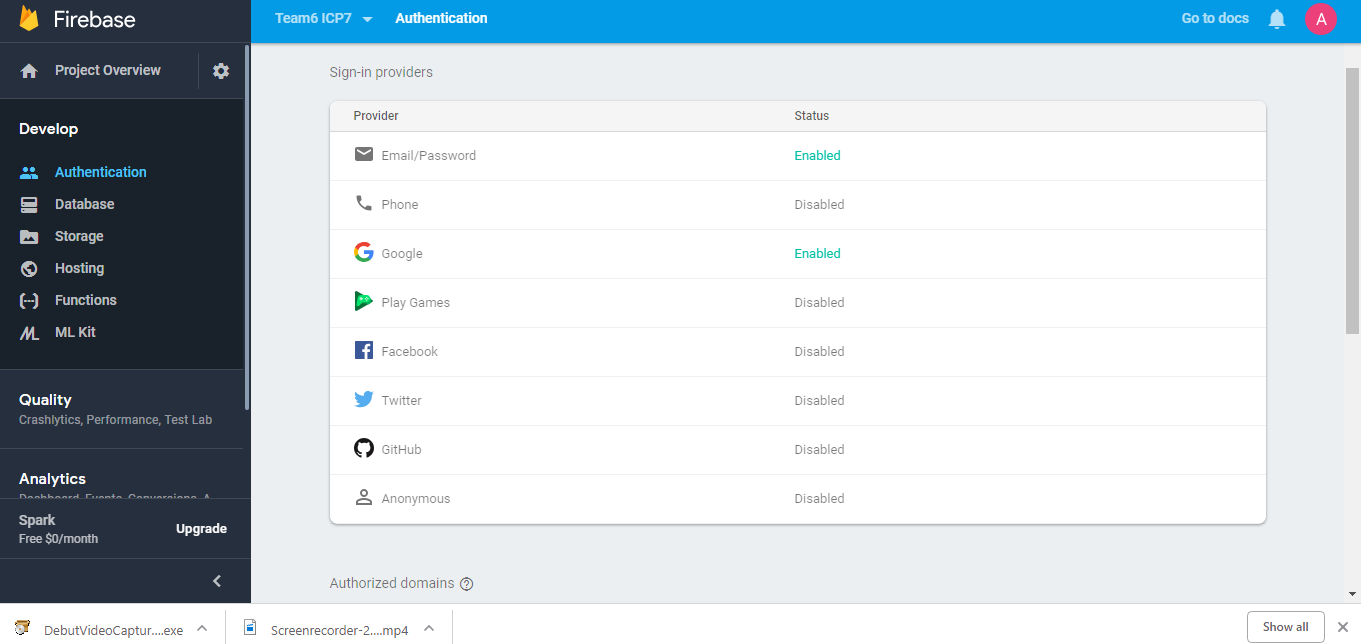 Firebase
Team6 ICP7
Authentication
Go to docs
A
Project Overview
Develop
Authentication
Database
Storage
Hosting
Functions
ML Kit
Quality
Crashlytics, Performance, Test Lab
Analytics
Dashboard, Events, Conversions, A
Spark
Free $0/month
Upgrade
Sign-in providers
Provider Status
Email/Password Enabled
Phone Disabled
Google Enabled
Play Games Disabled
Facebook Disabled
Twitter Disabled
GitHub Disabled
Anonymous Disabled
Authorized domains
DebutVideoCaptur....exe
Screenrecorder-2....mp4
Show all